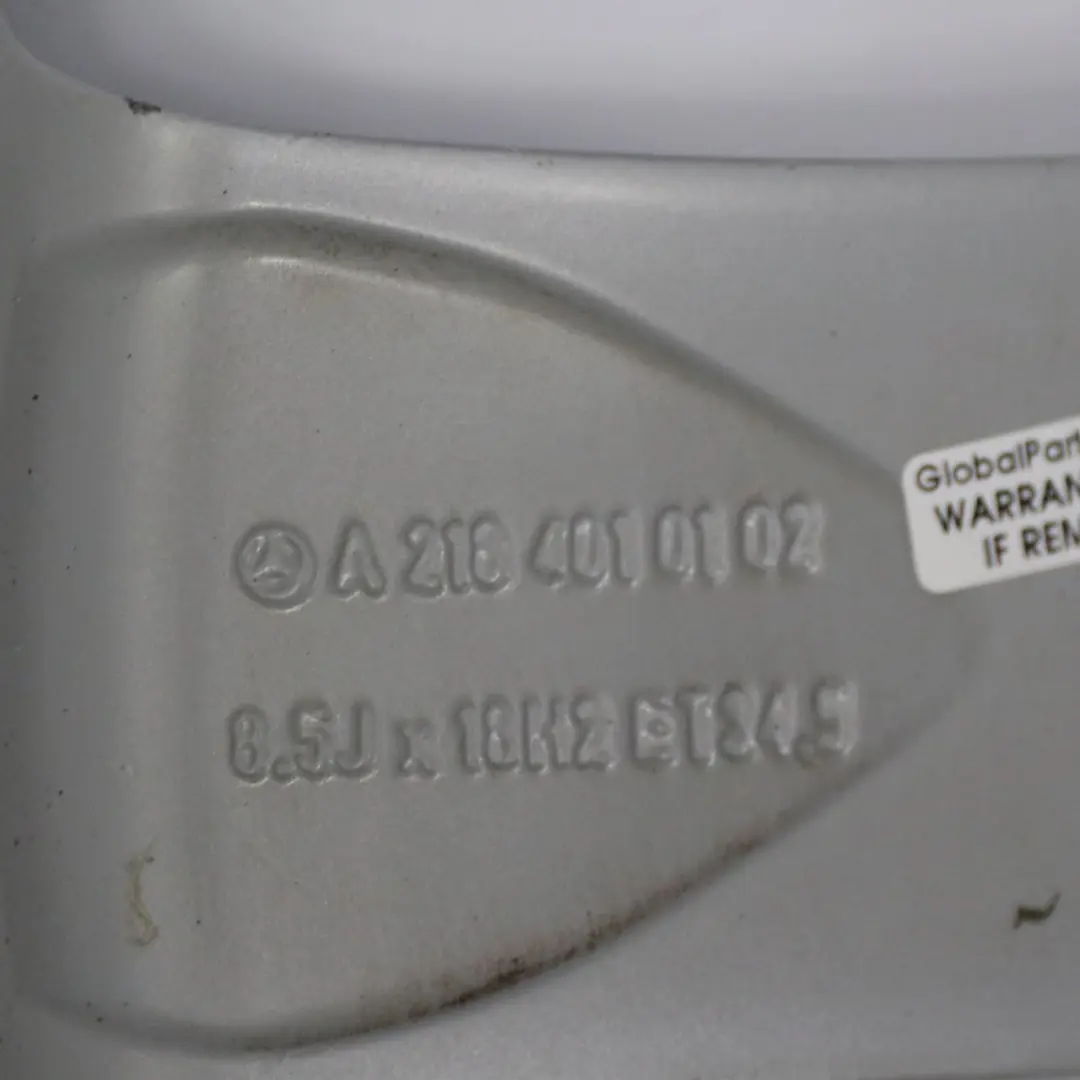 A 218 401 01 02
8.5J x 18H2 ET34.5
GlobalPart
WARRAN
IF REM